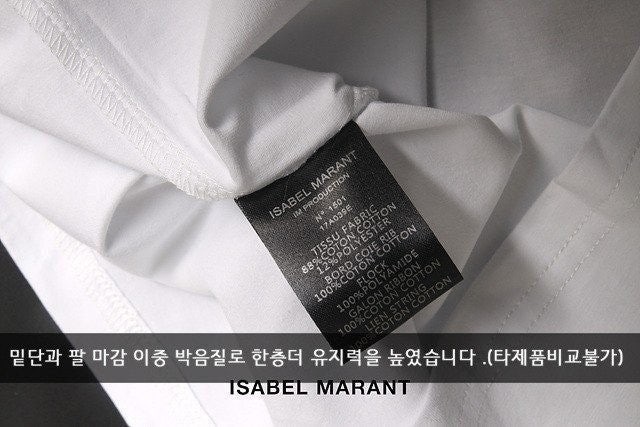 ISABEL MARANT
IM PRODUCTION
N° 1501
17A039E
TISSU FABRIC
88% COTON COTTON
12% POLYESTER
BORD COTE RIB
100% COTON COTTON
FLOCK
100% POLYAMIDE
GALON RIBBON
100% COTON COTTON
LIEN STRING
COTON COTTON
밑단과 팔 마감 이중 박음질로 한층더 유지력을 높였습니다 .(타제품비교불가)
ISABEL MARANT